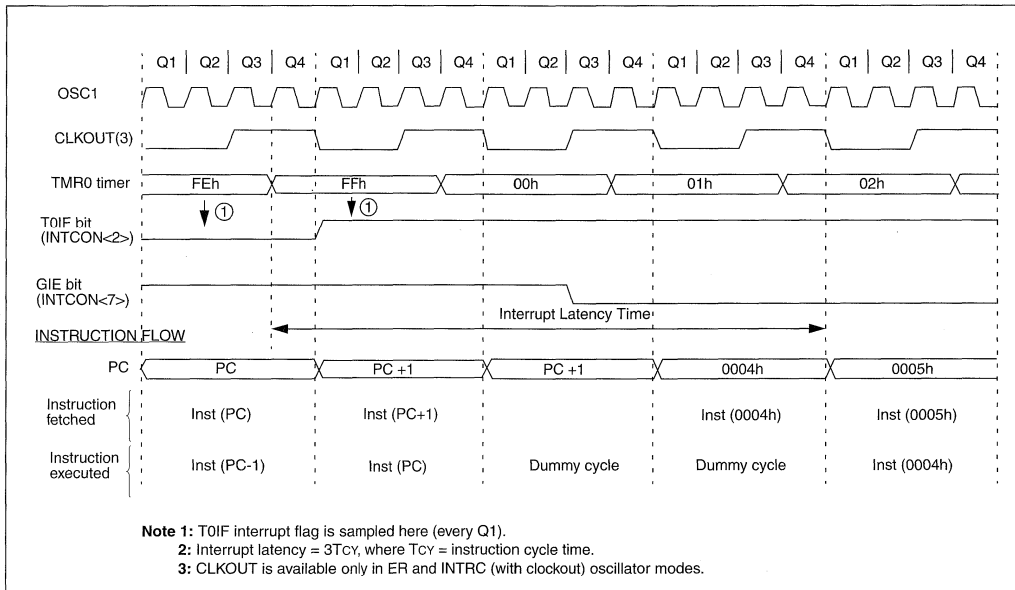 Q1 | Q2 | Q3 | Q4 | Q1 | Q2 | Q3 | Q4 | Q1 | Q2 | Q3 | Q4 | Q1 | Q2 | Q3 | Q4 | Q1 | Q2 | Q3 | Q4
OSC1
CLKOUT(3)
TMR0 timer FEh FFh 00h 01h 02h
① ①
T0IF bit
(INTCON<2>)
GIE bit
(INTCON<7>)
Interrupt Latency Time
INSTRUCTION FLOW
PC PC PC +1 PC +1 0004h 0005h
Instruction
fetched
Inst (PC) Inst (PC+1) Inst (0004h) Inst (0005h)
Instruction
executed
Inst (PC-1) Inst (PC) Dummy cycle Dummy cycle Inst (0004h)
Note 1: T0IF interrupt flag is sampled here (every Q1).
2: Interrupt latency = 3TCY, where TCY = instruction cycle time.
3: CLKOUT is available only in ER and INTRC (with clockout) oscillator modes.